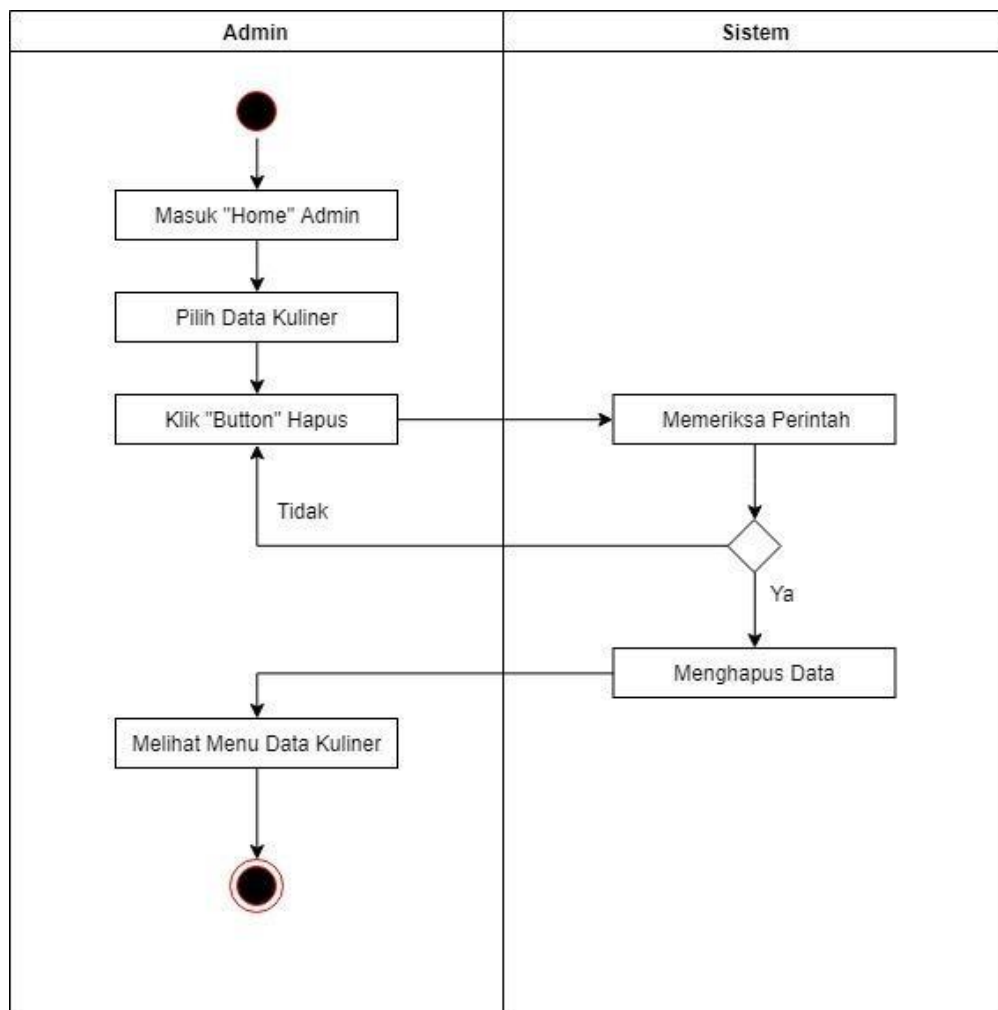 Admin
Sistem
Masuk "Home" Admin
Pilih Data Kuliner
Klik "Button" Hapus
Memeriksa Perintah
Tidak
Ya
Menghapus Data
Melihat Menu Data Kuliner